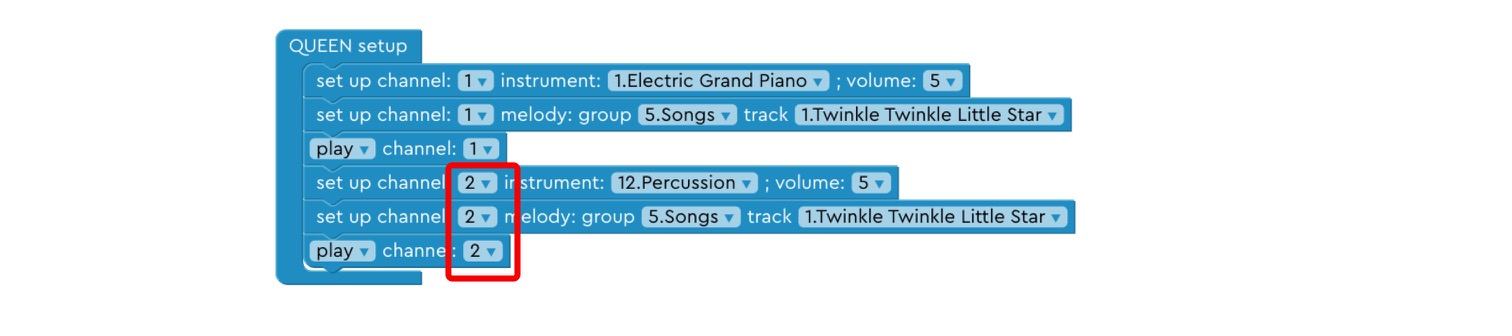 QUEEN setup
set up channel: 1 instrument: 1.Electric Grand Piano ; volume: 5
set up channel: 1 melody: group 5.Songs track 1.Twinkle Twinkle Little Star
play channel: 1
set up channel: 2 instrument: 12.Percussion ; volume: 5
set up channel: 2 melody: group 5.Songs track 1.Twinkle Twinkle Little Star
play channel: 2